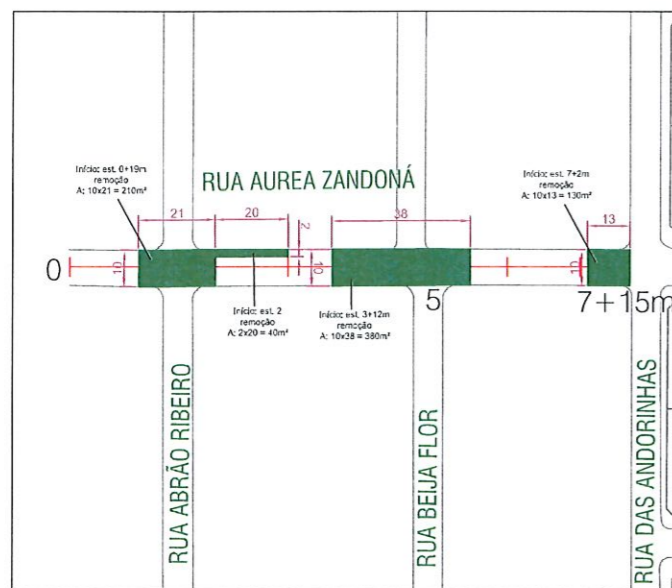 Início: est. 0+19m
remoção
A: 10x21 = 210m²
RUA AUREA ZANDONÁ
Início: est. 7+2m
remoção
A: 10x13 = 130m²
21
20
2
38
13
0
10
10
10
Início: est. 2
remoção
A: 2x20 = 40m²
Início: est. 3+12m
remoção
A: 10x38 = 380m²
5
7+15m
RUA ABRÃO RIBEIRO
RUA BEIJA FLOR
RUA DAS ANDORINHAS